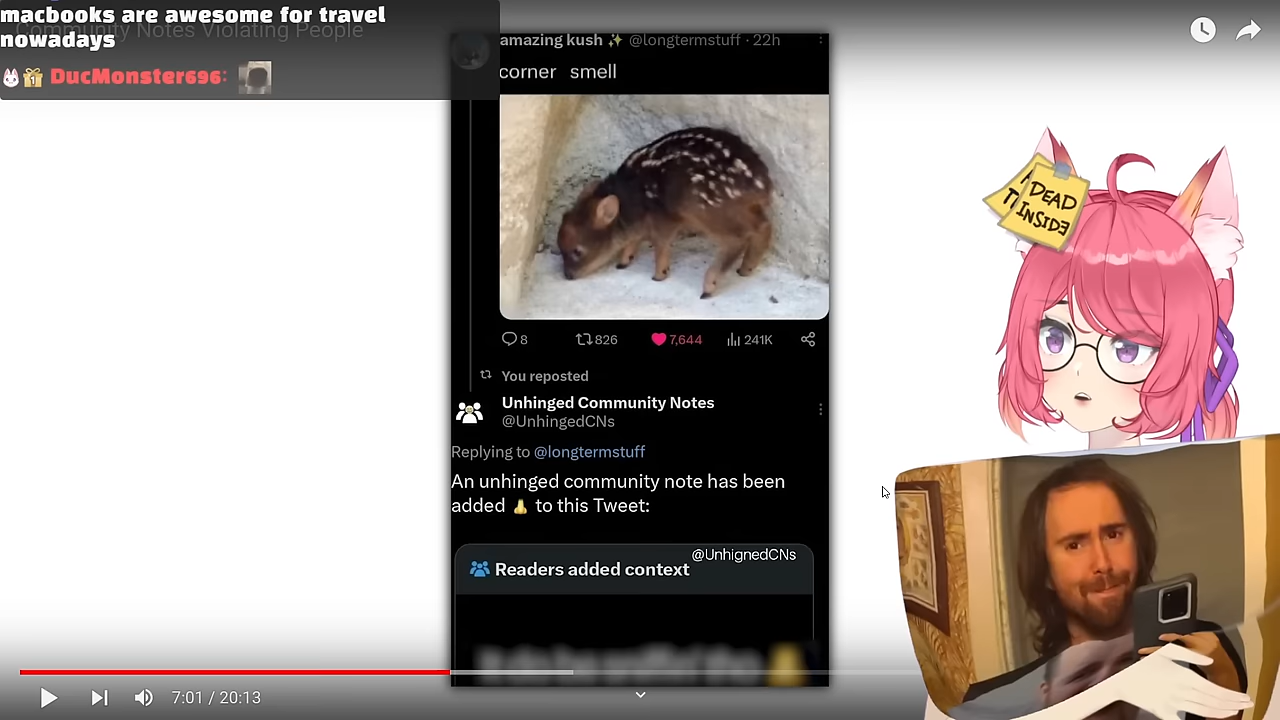 macbooks are awesome for travel
nowadays
Community Notes Violating People
DucMonster696:
amazing kush ✨ @longtermstuff · 22h
corner smell
8 826 7,644 241K
You reposted
Unhinged Community Notes
@UnhingedCNs
Replying to @longtermstuff
An unhinged community note has been
added 👃 to this Tweet:
@UnhignedCNs
Readers added context
DEAD
INSIDE
7:01 / 20:13